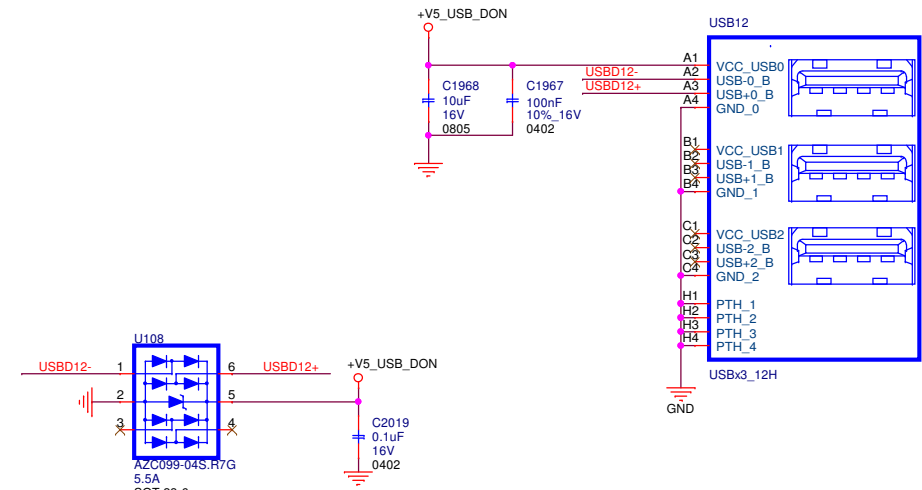 +V5_USB_DON
USB12
A1 VCC_USB0
USBD12- A2 USB-0_B
USBD12+ A3 USB+0_B
A4 GND_0
C1968
10uF
16V
0805
C1967
100nF
10%_16V
0402
B1 VCC_USB1
B2 USB-1_B
B3 USB+1_B
B4 GND_1
C1 VCC_USB2
C2 USB-2_B
C3 USB+2_B
C4 GND_2
H1 PTH_1
H2 PTH_2
H3 PTH_3
H4 PTH_4
USBx3_12H
GND
U108
USBD12- 1 6 USBD12+
2 5
3 4
+V5_USB_DON
C2019
0.1uF
16V
0402
AZC099-04S.R7G
5.5A